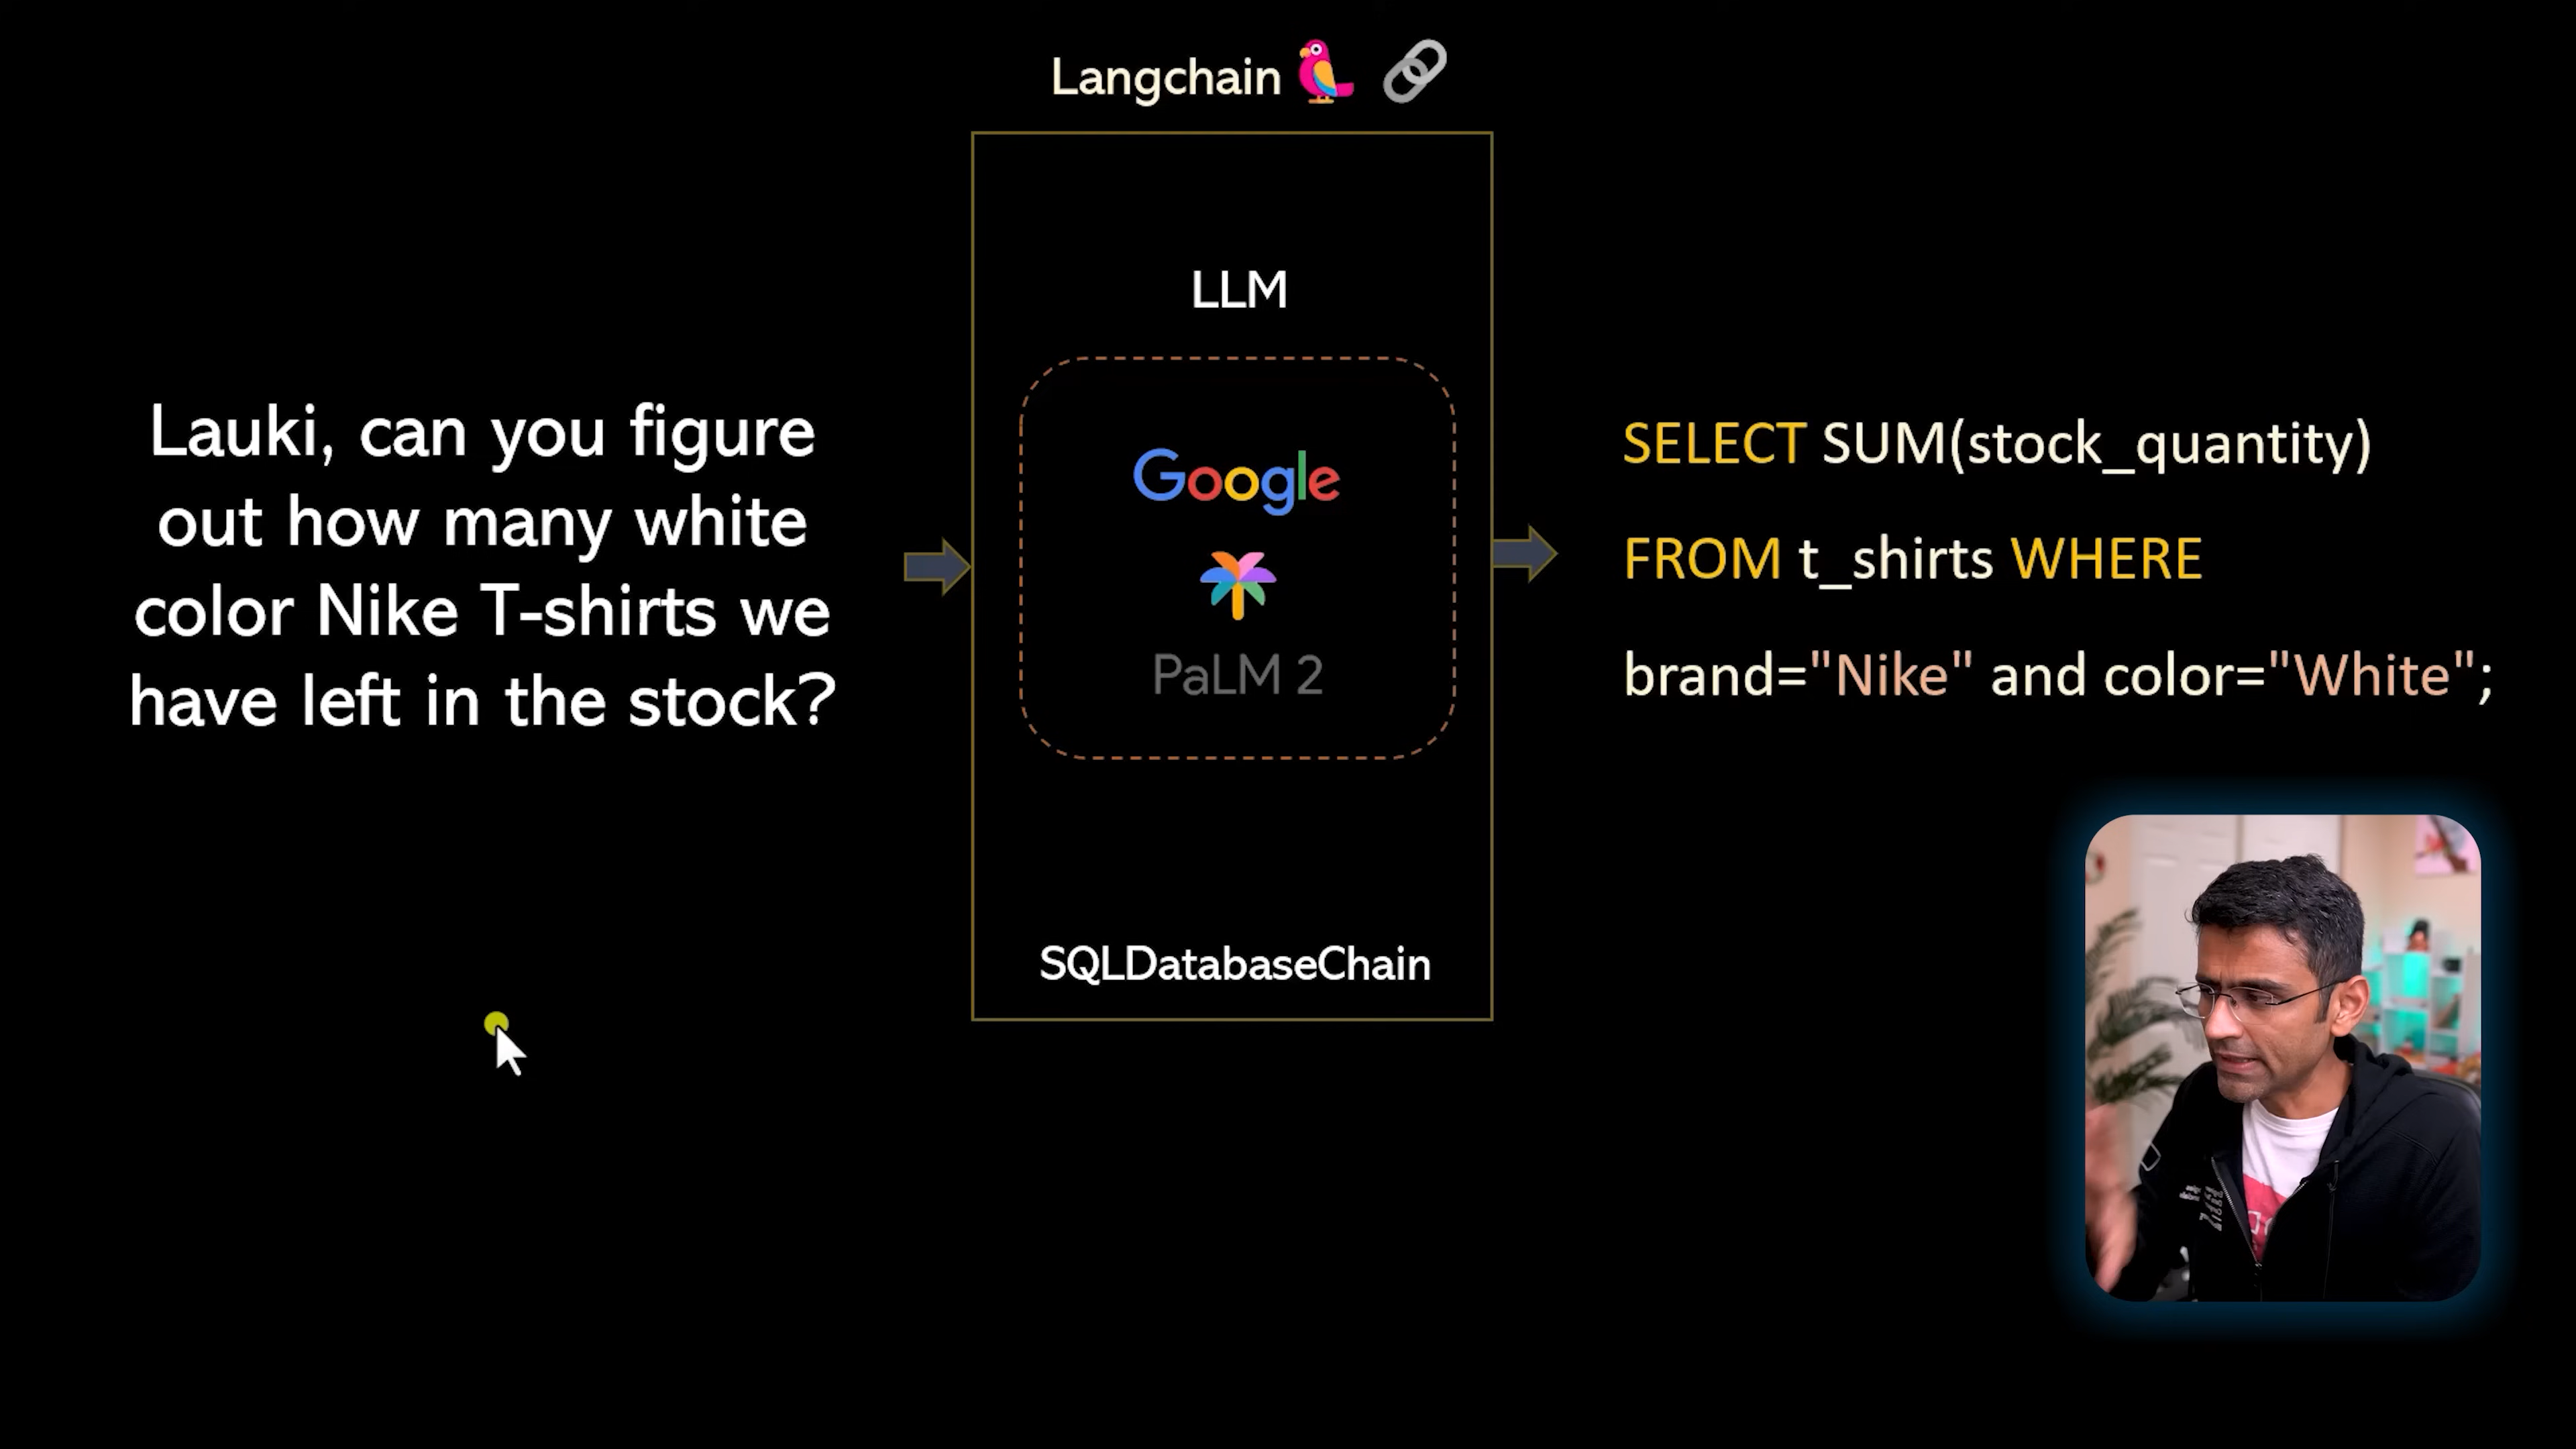 Langchain
LLM
Google
PaLM 2
SQLDatabaseChain
Lauki, can you figure
out how many white
color Nike T-shirts we
have left in the stock?
SELECT SUM(stock_quantity)
FROM t_shirts WHERE
brand="Nike" and color="White";